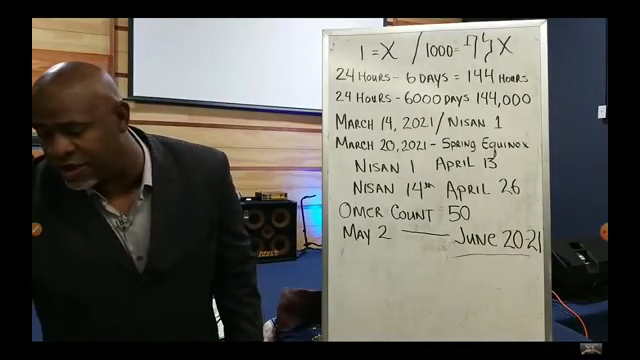 1 = X / 1000 = X
24 HOURS - 6 DAYS = 144 HOURS
24 HOURS - 6000 DAYS 144,000
MARCH 14, 2021 / NISAN 1
MARCH 20, 2021 - SPRING EQUINOX
NISAN 1 APRIL 13
NISAN 14th APRIL 26
OMER COUNT 50
MAY 2 —— JUNE 2021